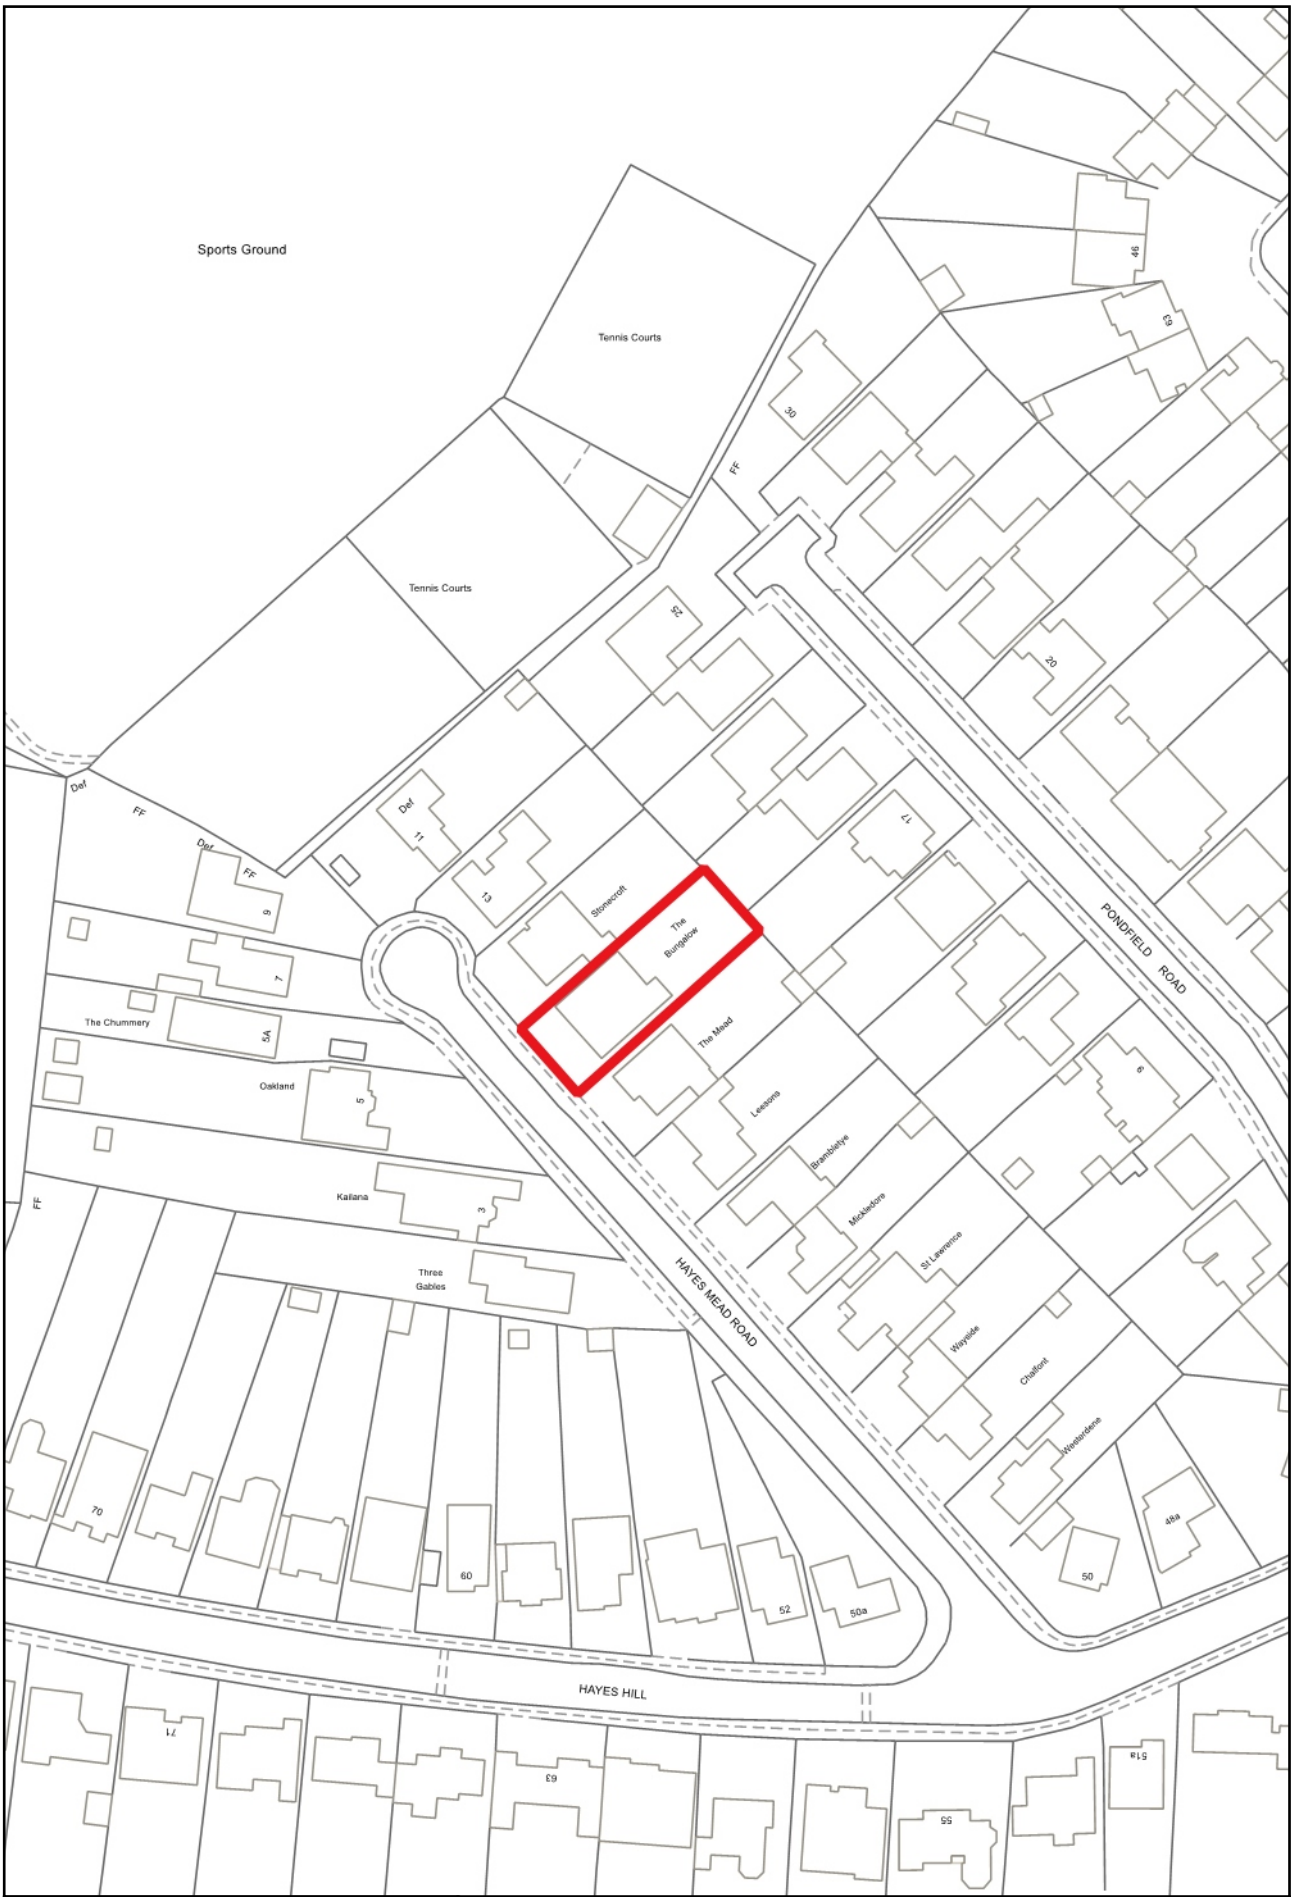 46
Sports Ground
63
Tennis Courts
30
FF
Tennis Courts
25
20
Def
FF
Def
11
17
Def
FF
13
Stonecroft
The
Bungalow
9
PONDFIELD ROAD
7
The Chummery
5A
The Mead
Oakland
5
6
Leesons
Brambletye
Kailana
3
FF
Mickledore
St Lawrence
Three
Gables
HAYES MEAD ROAD
Wayside
Chalfont
Westerdene
70
48a
60
50
52
50a
HAYES HILL
71
51a
63
55